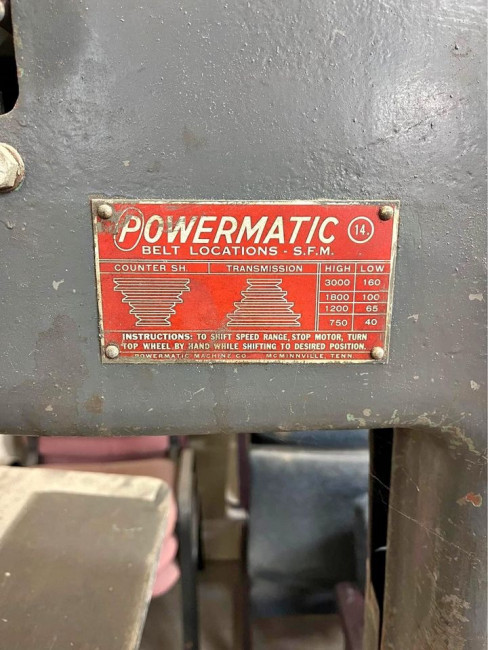 POWERMATIC 14.
BELT LOCATIONS - S.F.M.
COUNTER SH. TRANSMISSION HIGH LOW
3000 160
1800 100
1200 65
750 40
INSTRUCTIONS: TO SHIFT SPEED RANGE, STOP MOTOR, TURN
TOP WHEEL BY HAND WHILE SHIFTING TO DESIRED POSITION.
POWERMATIC MACHINE CO. MCMINNVILLE, TENN